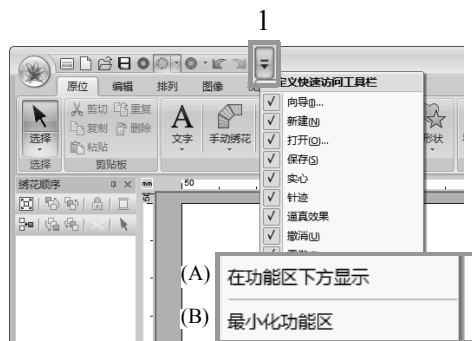 1
原位 编辑 排列 图像
定义快速访问工具栏
向导(I)...
新建(N)
打开(O)...
保存(S)
实心
针迹
逼真效果
撤消(U)
选择
剪切 重复
复制 删除
粘贴
文字 手动绣花 形状
选择 剪贴板
绣花顺序
mm 50 50
(A) 在功能区下方显示
(B) 最小化功能区